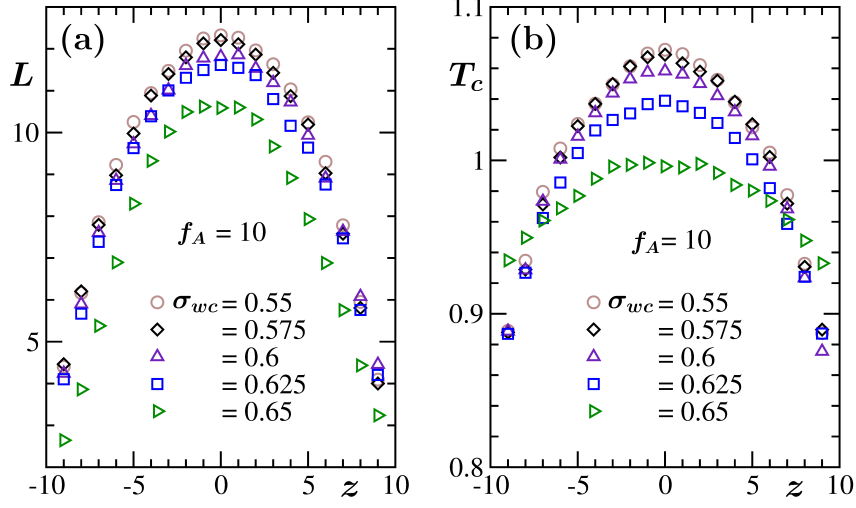 (a)
L
10
5
f_A = 10
σ_wc = 0.55
= 0.575
= 0.6
= 0.625
= 0.65
-10 -5 0 5 10
z
(b)
T_c
1.1
1
0.9
0.8
f_A = 10
σ_wc = 0.55
= 0.575
= 0.6
= 0.625
= 0.65
-10 -5 0 5 10
z